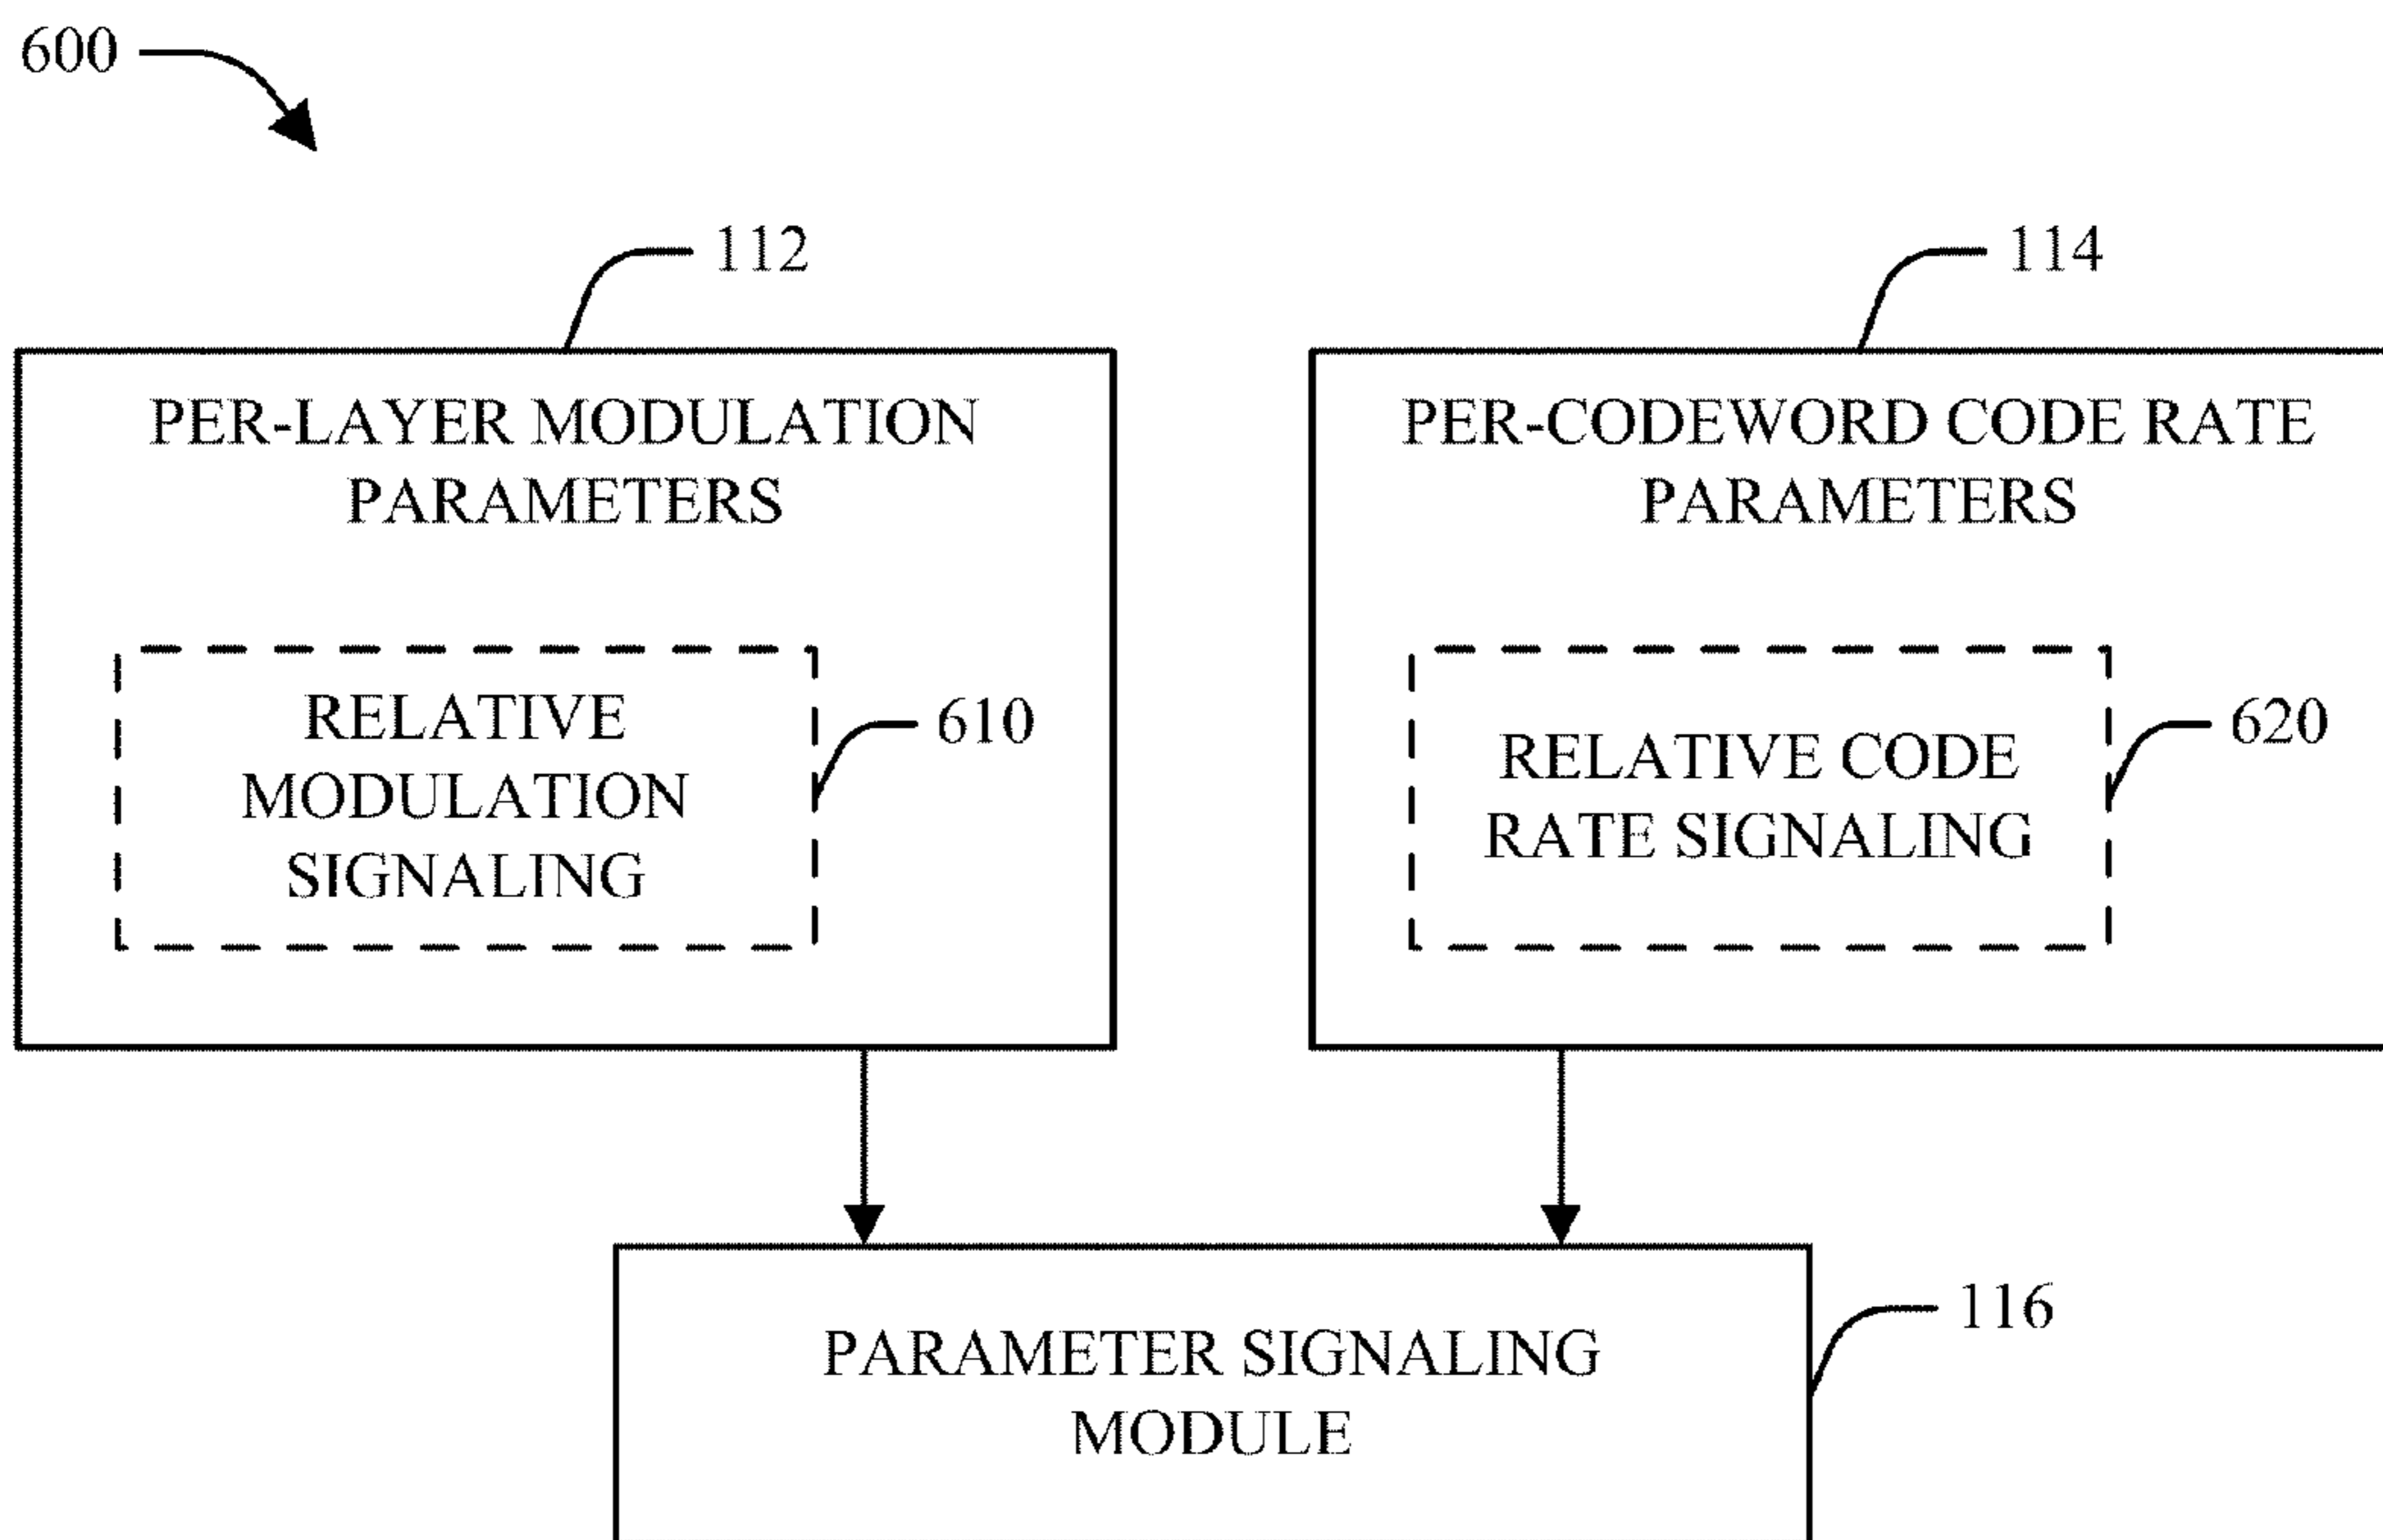 600
112
114
PER-LAYER MODULATION
PARAMETERS
PER-CODEWORD CODE RATE
PARAMETERS
RELATIVE
MODULATION
SIGNALING
610
RELATIVE CODE
RATE SIGNALING
620
PARAMETER SIGNALING
MODULE
116